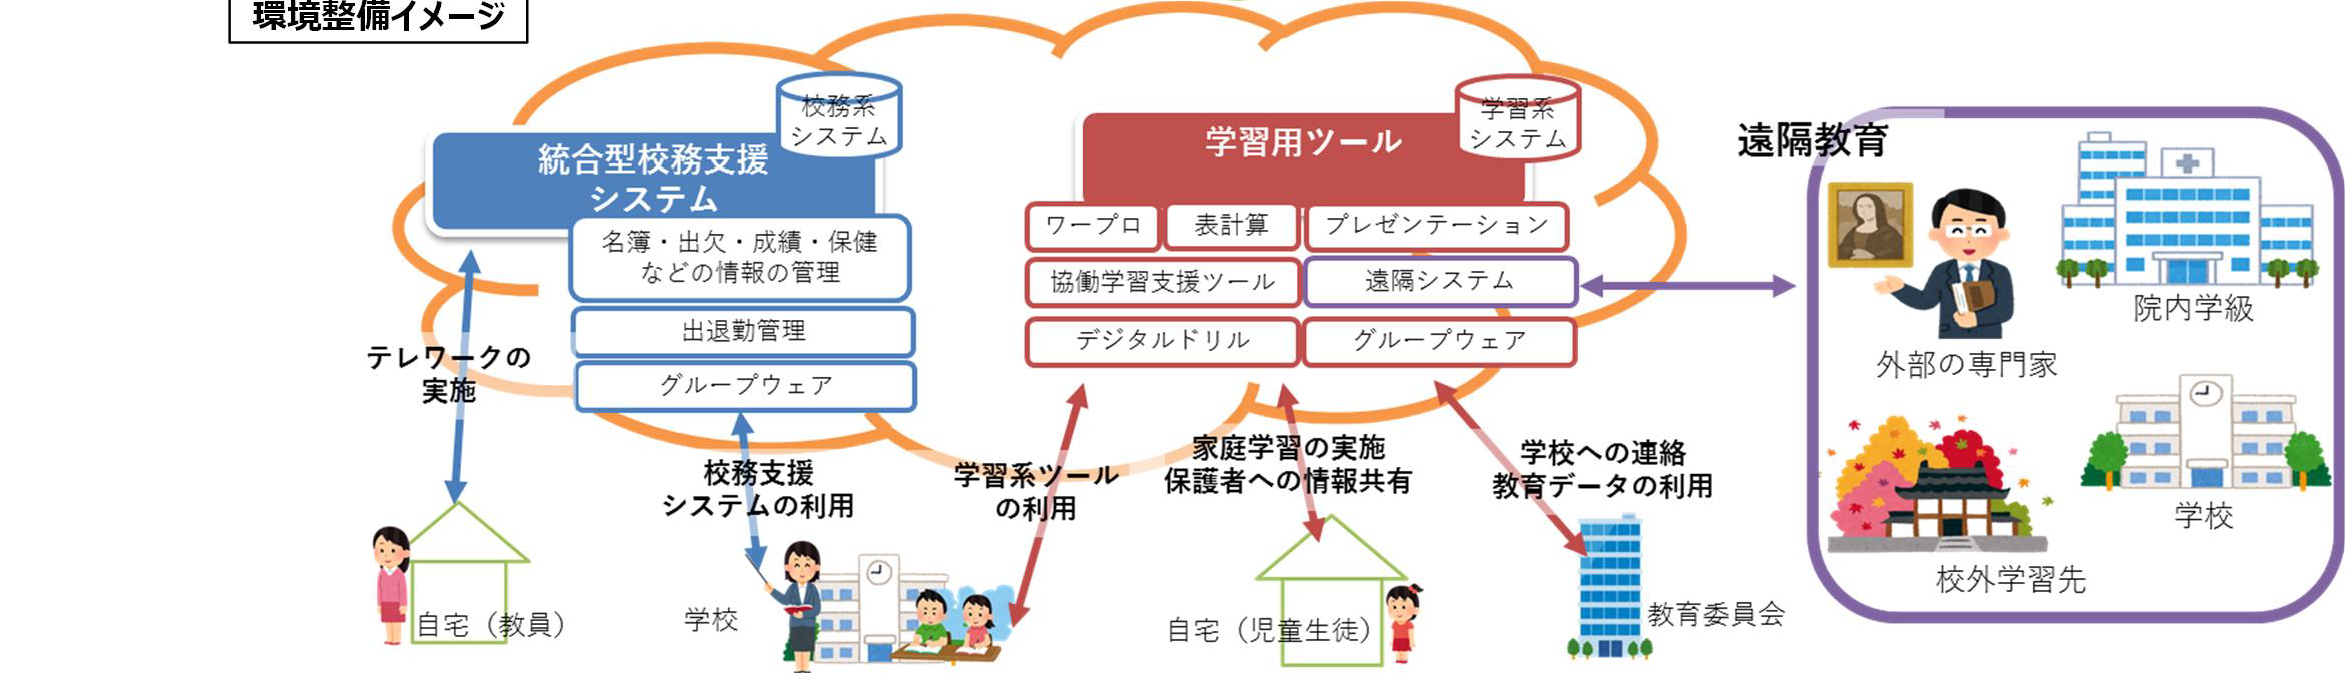 環境整備イメージ
校務系
システム
統合型校務支援
システム
名簿・出欠・成績・保健
などの情報の管理
出退勤管理
グループウェア
学習系
システム
学習用ツール
ワープロ
表計算
プレゼンテーション
協働学習支援ツール
遠隔システム
デジタルドリル
グループウェア
遠隔教育
外部の専門家
院内学級
校外学習先
学校
テレワークの
実施
校務支援
システムの利用
学習系ツール
の利用
家庭学習の実施
保護者への情報共有
学校への連絡
教育データの利用
自宅（教員）
学校
自宅（児童生徒）
教育委員会